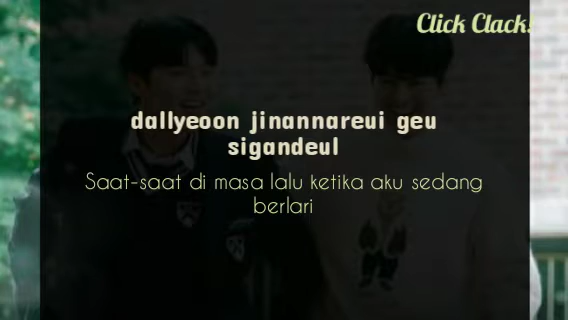 Click Clack!
dallyeoon jinannareui geu
sigandeul
Saat-saat di masa lalu ketika aku sedang
berlari